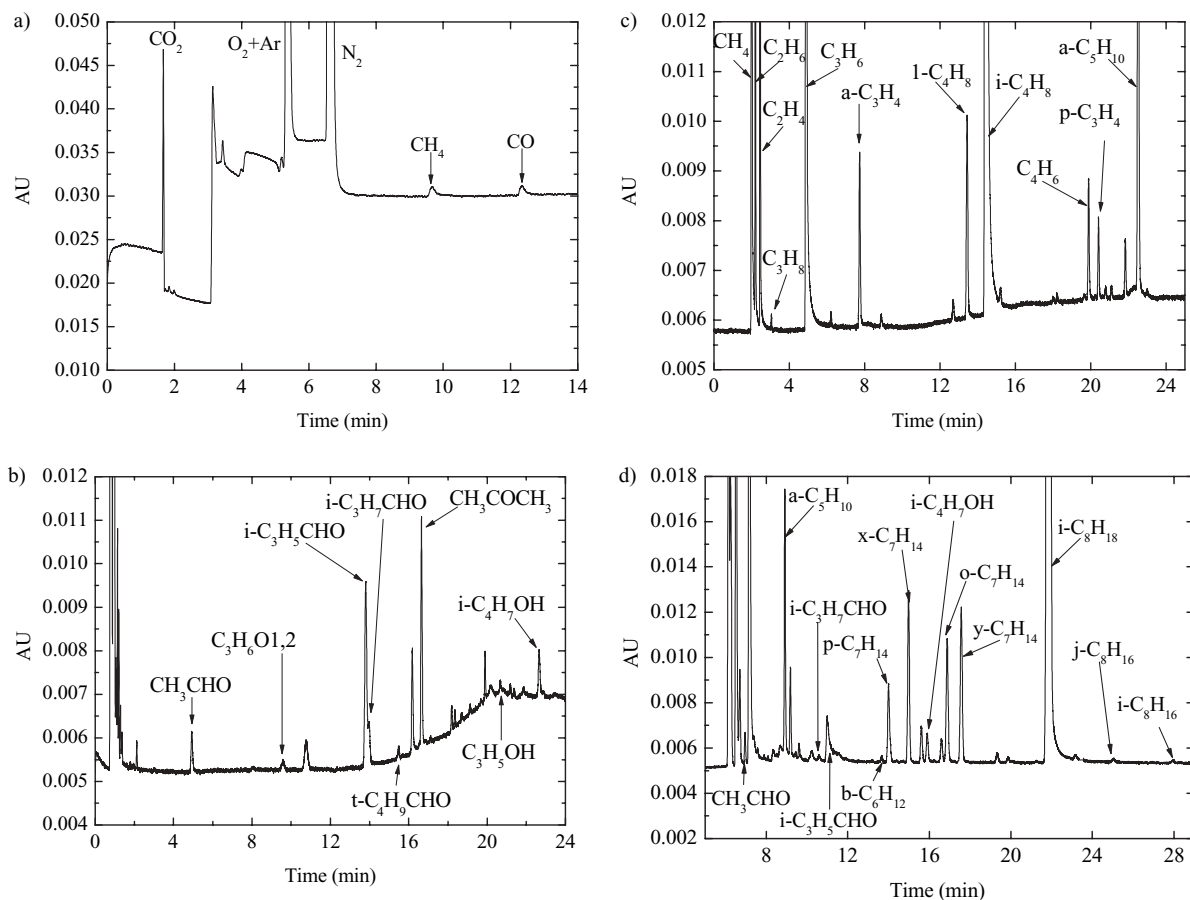 a)
0.050
0.045
0.040
0.035
0.030
0.025
0.020
0.015
0.010
AU
CO₂
O₂+Ar
N₂
CH₄
CO
0 2 4 6 8 10 12 14
Time (min)
c)
0.012
0.011
0.010
0.009
0.008
0.007
0.006
0.005
AU
CH₄
C₂H₆
C₂H₄
C₃H₈
C₃H₆
a-C₃H₄
1-C₄H₈
i-C₄H₈
C₄H₆
p-C₃H₄
a-C₅H₁₀
0 4 8 12 16 20 24
Time (min)
b)
0.012
0.011
0.010
0.009
0.008
0.007
0.006
0.005
0.004
AU
CH₃CHO
C₃H₆O1,2
i-C₃H₅CHO
i-C₃H₇CHO
CH₃COCH₃
t-C₄H₉CHO
C₃H₅OH
i-C₄H₇OH
0 4 8 12 16 20 24
Time (min)
d)
0.018
0.016
0.014
0.012
0.010
0.008
0.006
0.004
0.002
AU
a-C₅H₁₀
i-C₄H₇OH
x-C₇H₁₄
i-C₈H₁₈
o-C₇H₁₄
i-C₃H₇CHO
p-C₇H₁₄
y-C₇H₁₄
j-C₈H₁₆
i-C₈H₁₆
CH₃CHO
b-C₆H₁₂
i-C₃H₅CHO
8 12 16 20 24 28
Time (min)